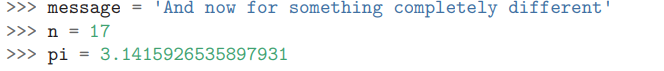 >>> message = 'And now for something completely different'
>>> n = 17
>>> pi = 3.1415926535897931